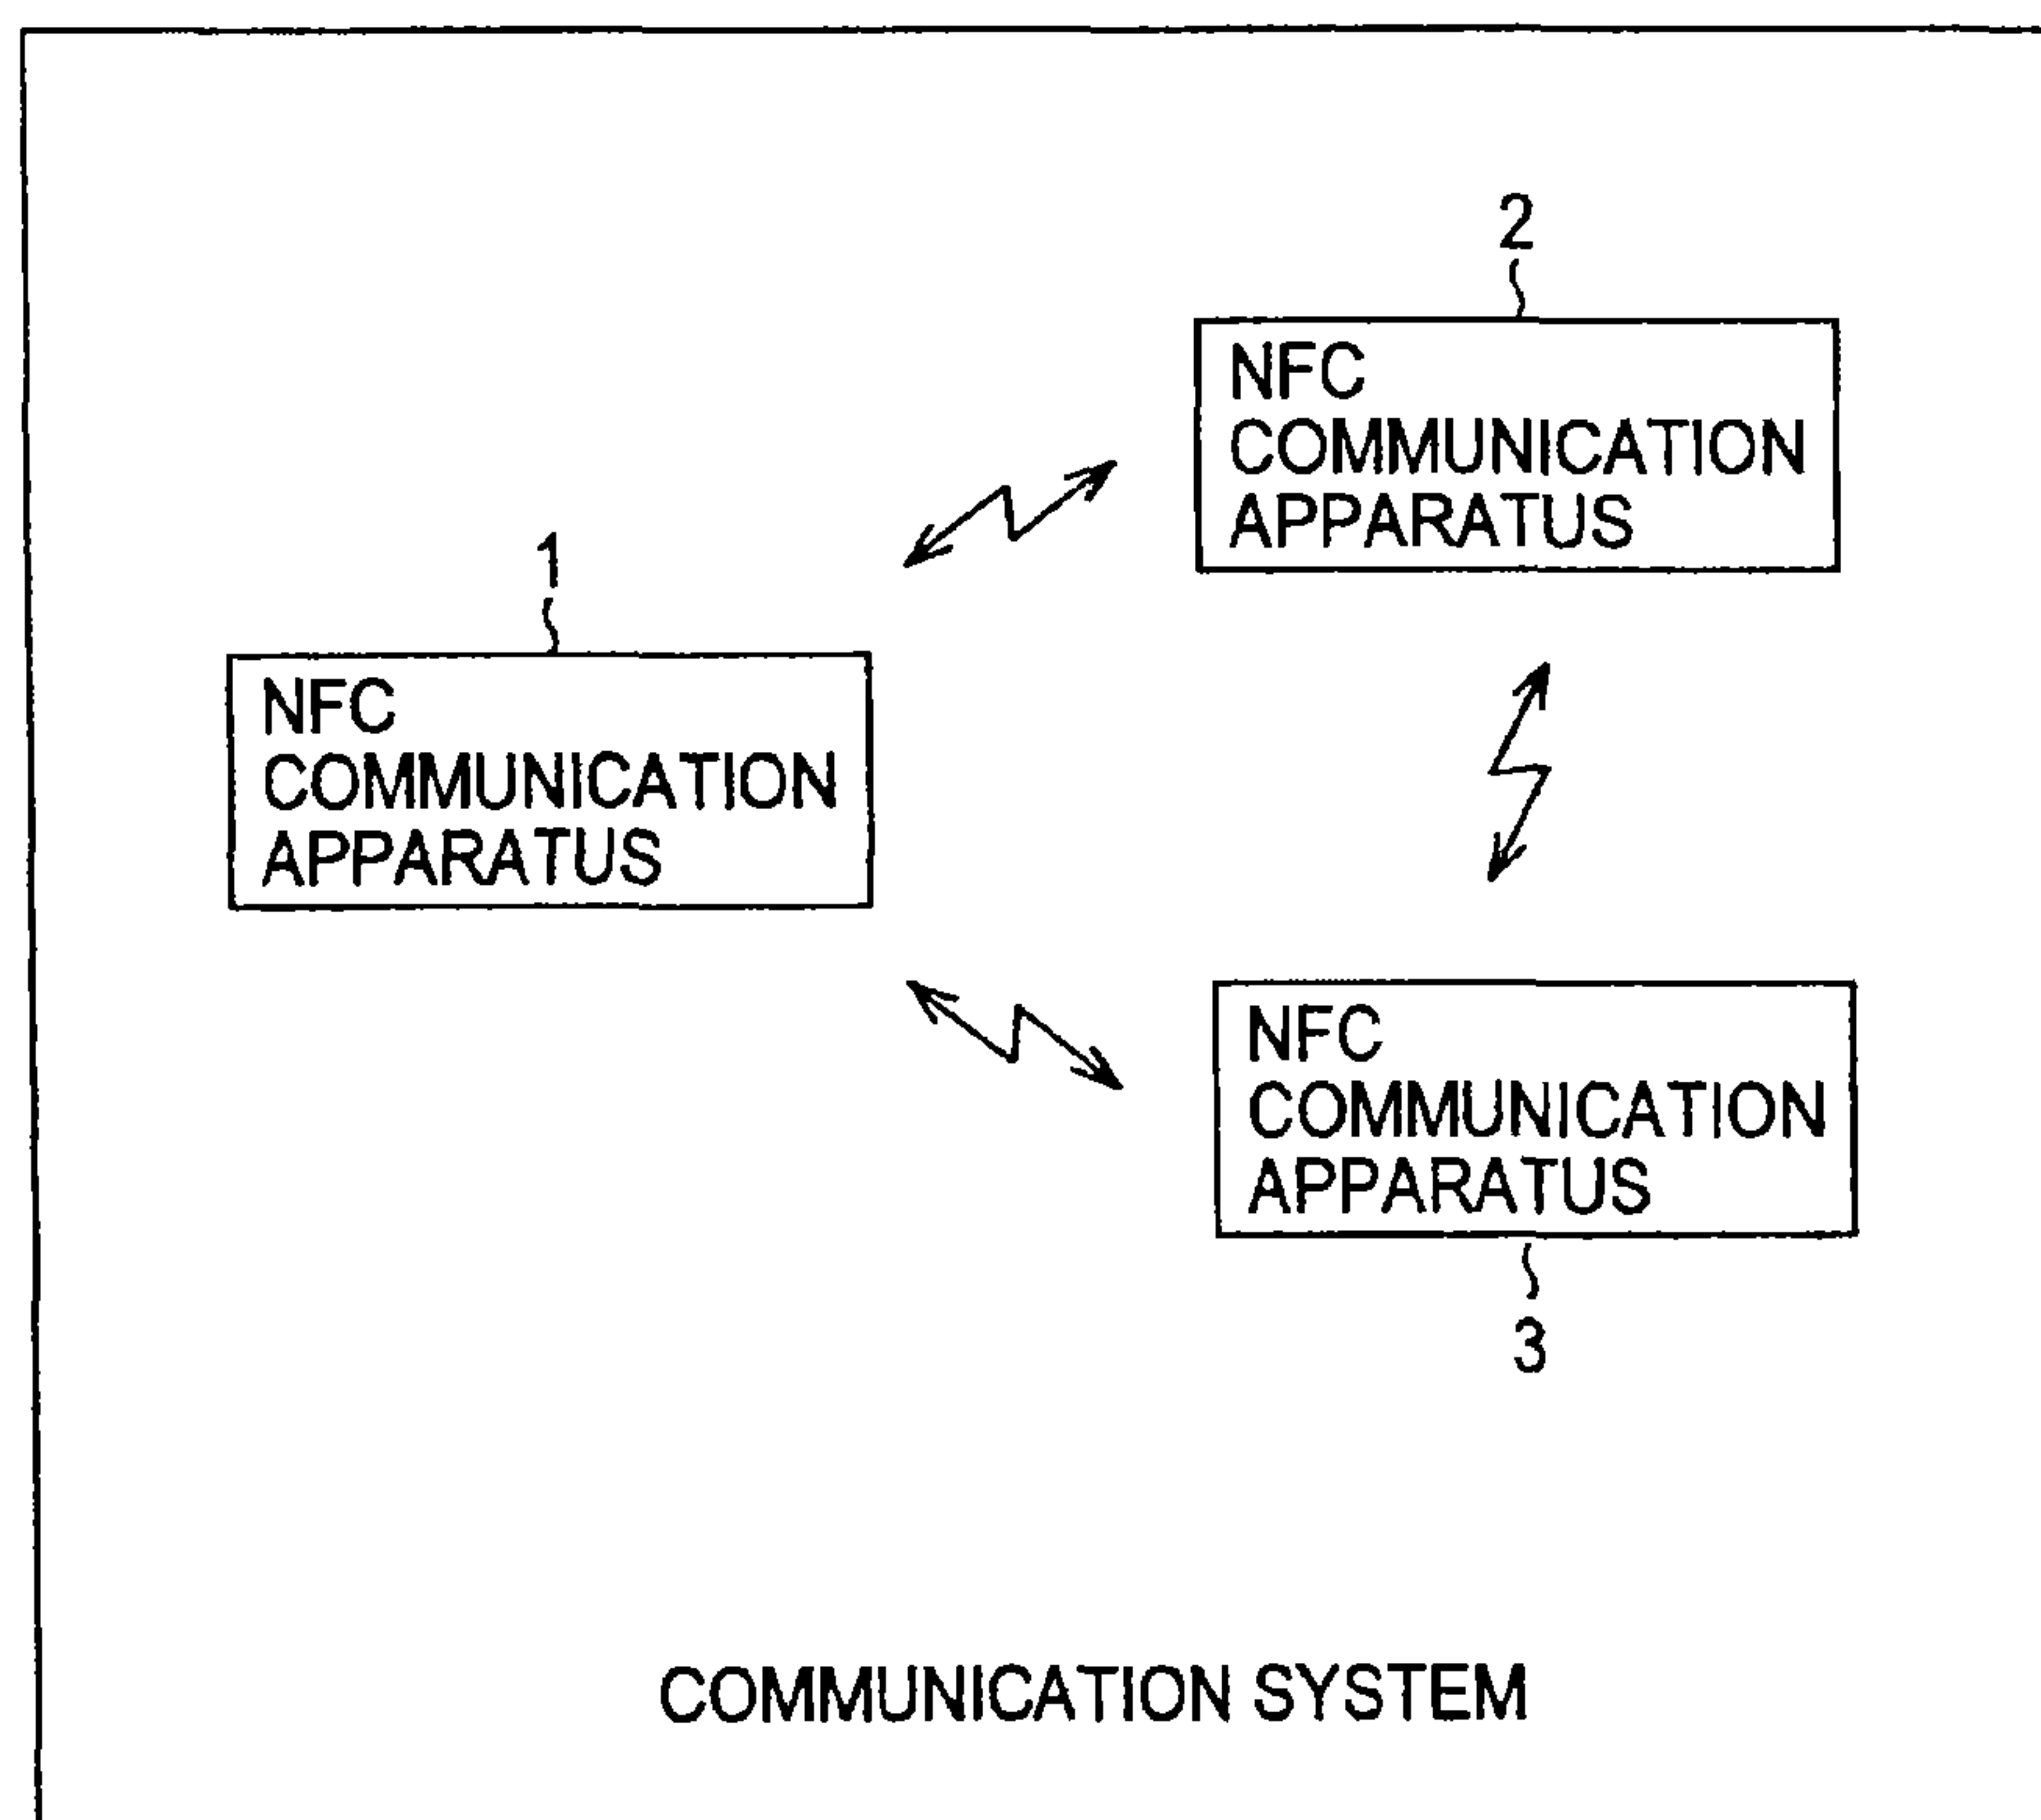 2
NFC
COMMUNICATION
APPARATUS
1
NFC
COMMUNICATION
APPARATUS
NFC
COMMUNICATION
APPARATUS
3
COMMUNICATION SYSTEM